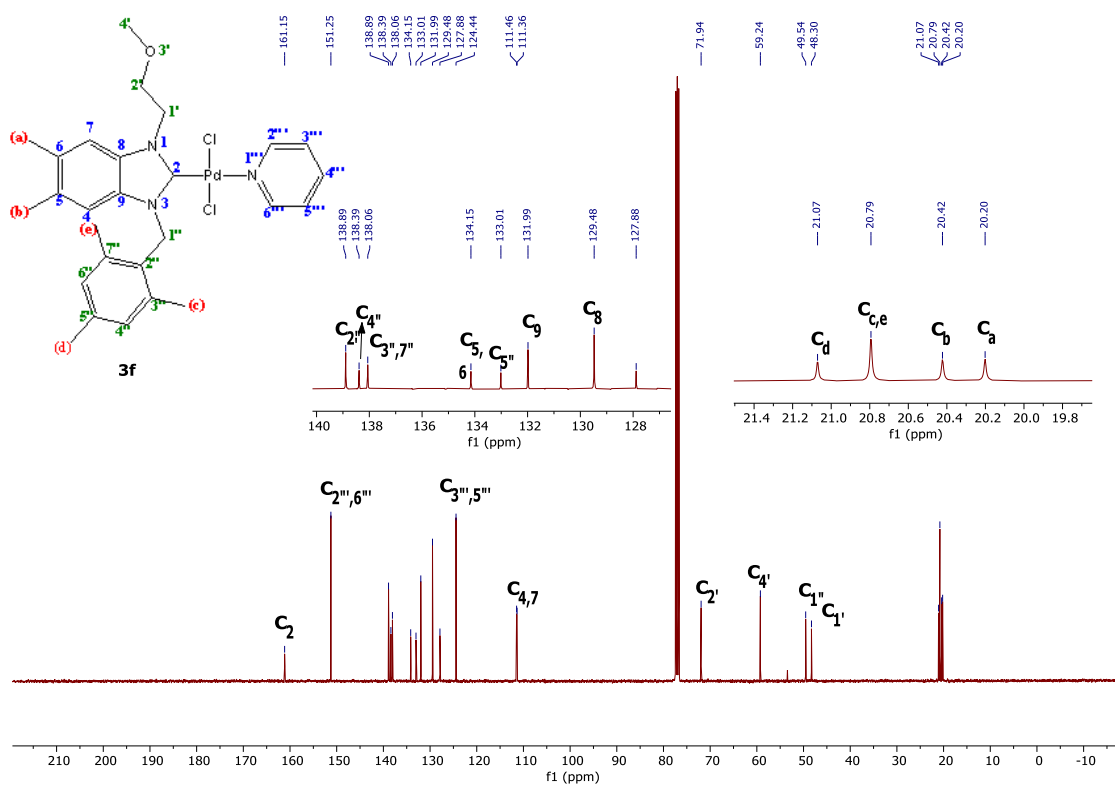 4'
O
3'
2'
1'
(a)
6
7
8
N
1
2
Cl
Pd
Cl
1'''
N
2'''
3'''
4'''
5'''
6'''
(b)
5
4
9
N
3
(e)
1''
7''
2''
6''
3''
(c)
5''
4''
(d)
3f
161.15
151.25
138.89
138.39
138.06
134.15
133.01
131.99
129.48
127.88
124.44
111.46
111.36
71.94
59.24
49.54
48.30
21.07
20.79
20.42
20.20
138.89
138.39
138.06
134.15
133.01
131.99
129.48
127.88
C2'' C4'' C3'',7'' C5,6 C5'' C9 C8
140 138 136 134 132 130 128
f1 (ppm)
21.07
20.79
20.42
20.20
Cd Cc,e Cb Ca
21.4 21.2 21.0 20.8 20.6 20.4 20.2 20.0 19.8
f1 (ppm)
C2 C2''',6''' C3''',5''' C4,7 C2' C4' C1'' C1'
210 200 190 180 170 160 150 140 130 120 110 100 90 80 70 60 50 40 30 20 10 0 -10
f1 (ppm)